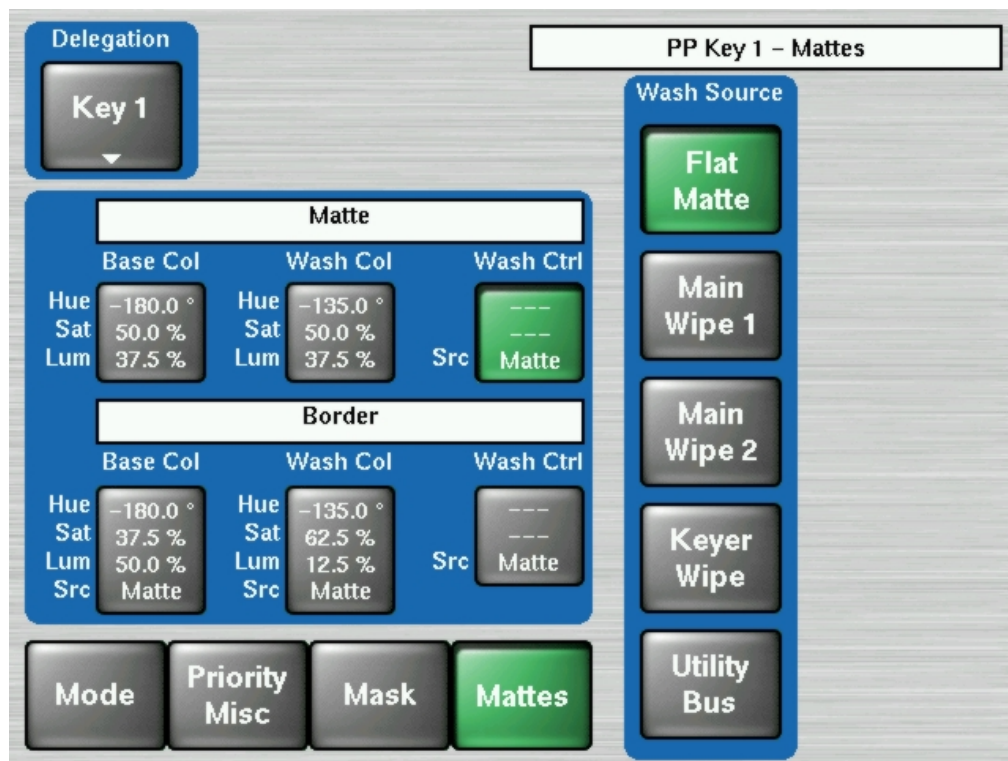 Delegation
Key 1
PP Key 1 – Mattes
Wash Source
Flat
Matte
Main
Wipe 1
Main
Wipe 2
Keyer
Wipe
Utility
Bus
Matte
Base Col Wash Col Wash Ctrl
Hue −180.0 ° Hue −135.0 ° ---
Sat 50.0 % Sat 50.0 % ---
Lum 37.5 % Lum 37.5 % Src Matte
Border
Base Col Wash Col Wash Ctrl
Hue −180.0 ° Hue −135.0 ° ---
Sat 37.5 % Sat 62.5 % ---
Lum 50.0 % Lum 12.5 % Src Matte
Src Matte Src Matte
Mode
Priority
Misc
Mask
Mattes